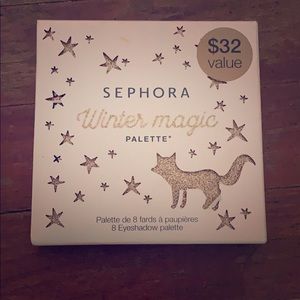 $32
value
SEPHORA
Winter magic
PALETTE*
Palette de 8 fards à paupières
8 Eyeshadow palette